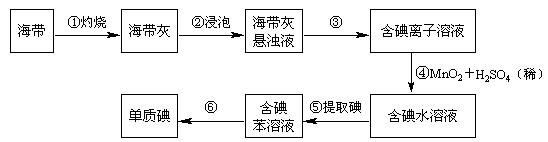 海带
①灼烧
海带灰
②浸泡
海带灰
悬浊液
③
含碘离子溶液
④MnO₂＋H₂SO₄（稀）
单质碘
⑥
含碘
苯溶液
⑤提取碘
含碘水溶液